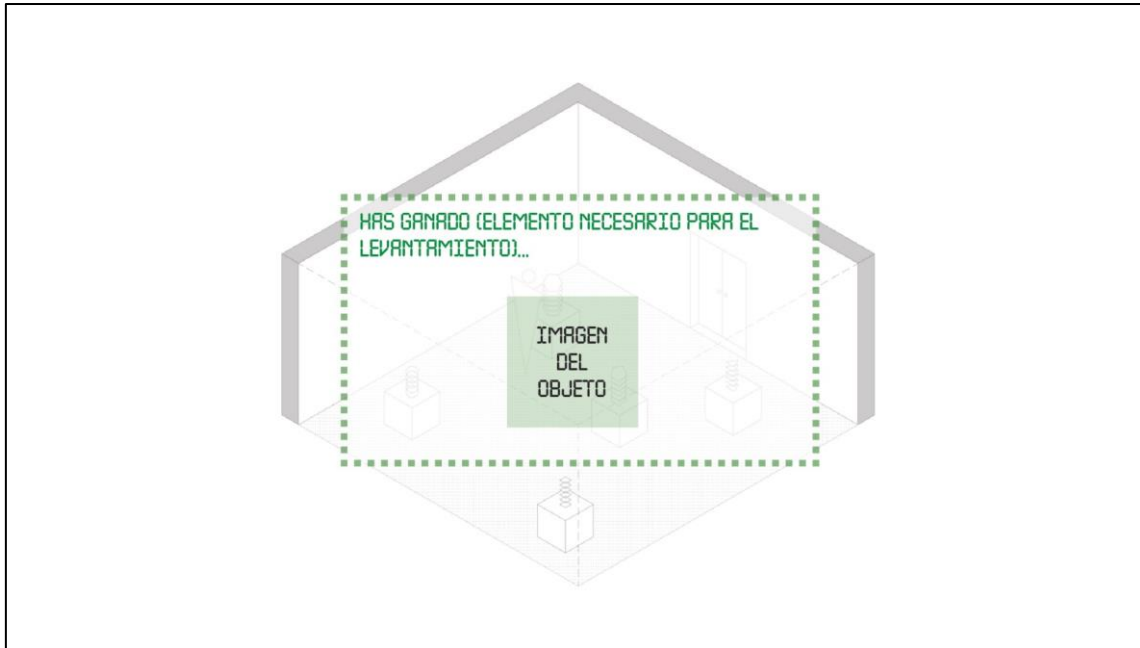 HAS GANADO (ELEMENTO NECESARIO PARA EL
LEVANTAMIENTO)...
IMAGEN
DEL
OBJETO